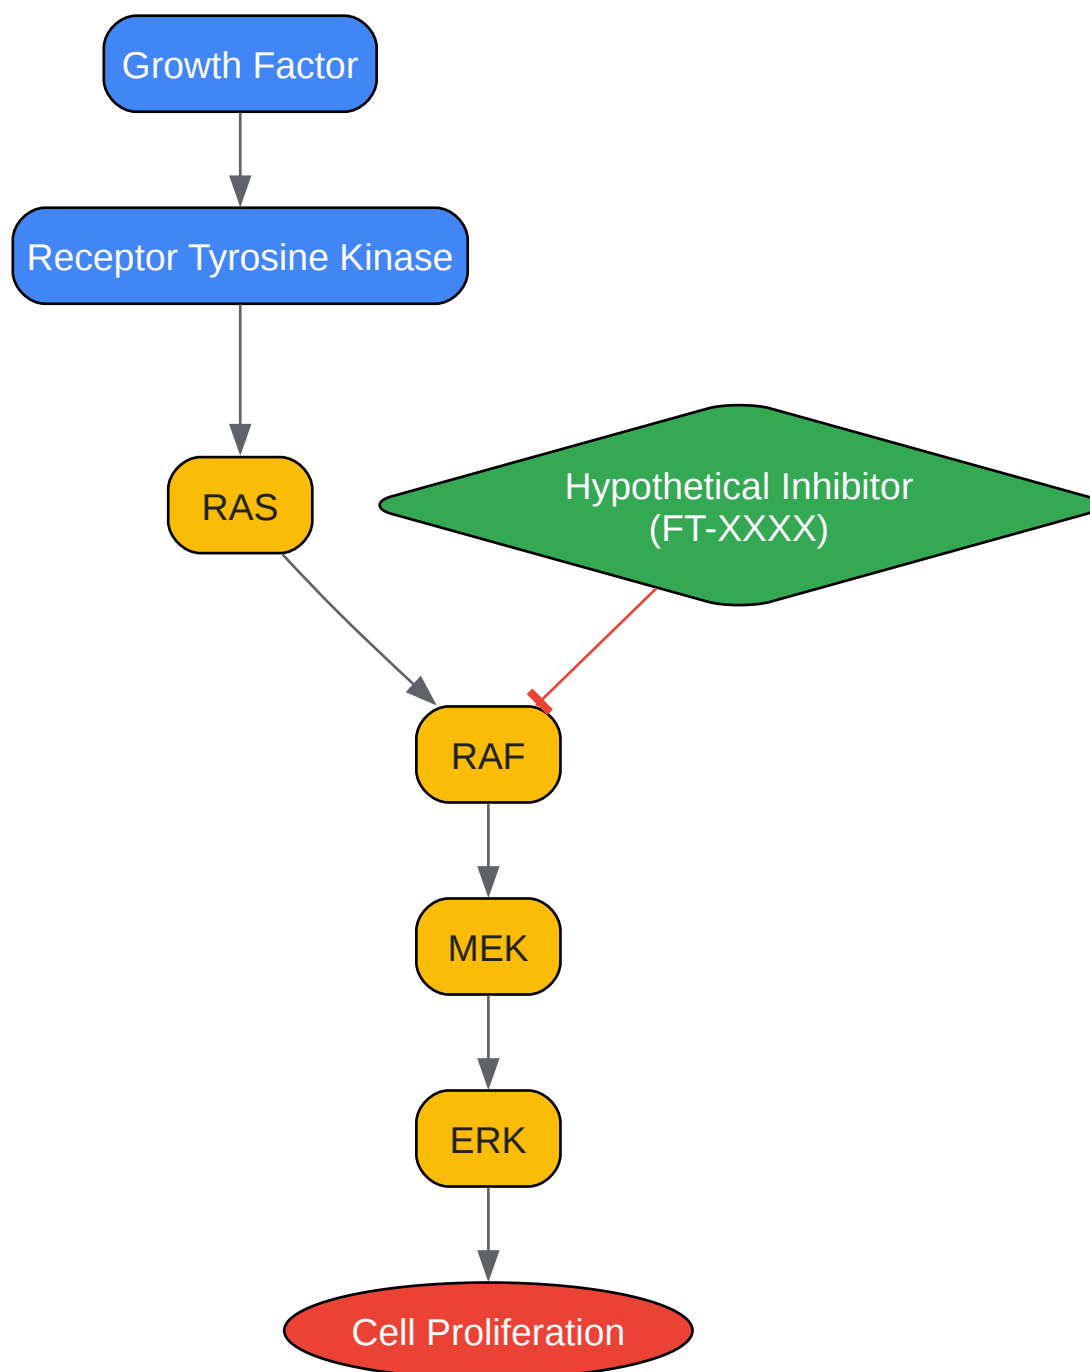 Growth Factor
Receptor Tyrosine Kinase
RAS
Hypothetical Inhibitor
(FT-XXXX)
RAF
MEK
ERK
Cell Proliferation